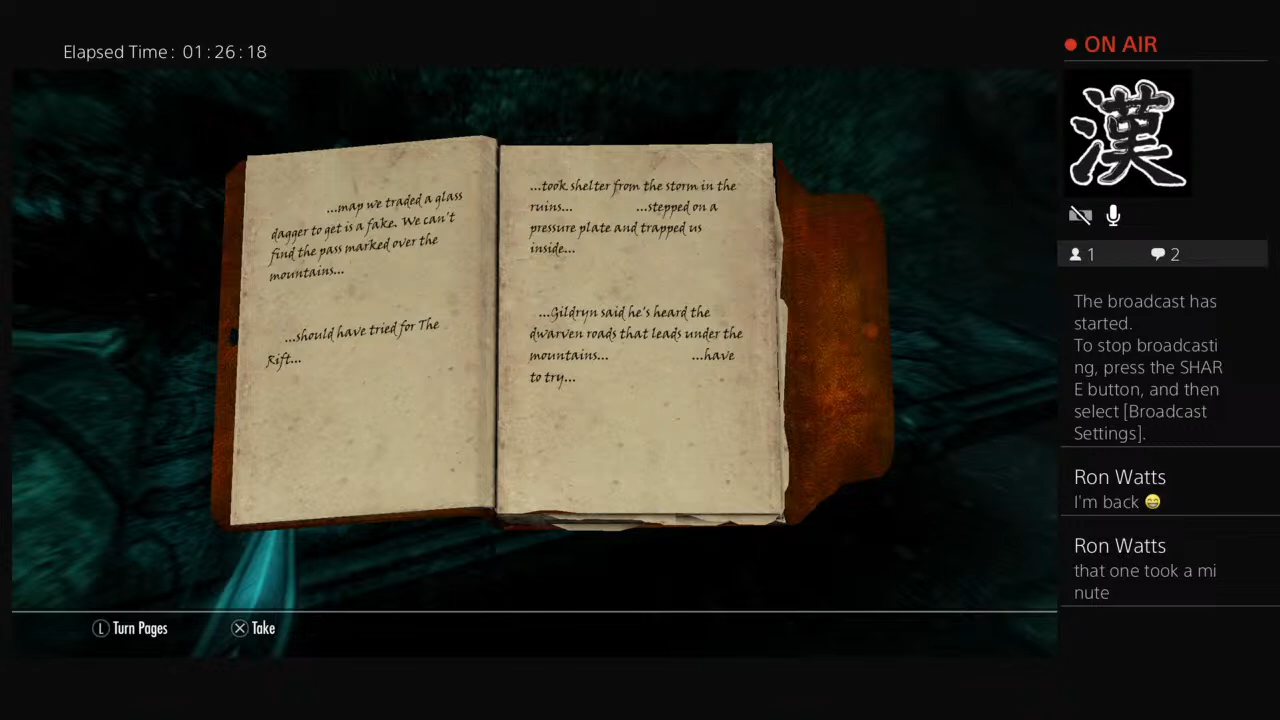 Elapsed Time: 01:26:18
ON AIR
漢
1
2
...map we traded a glass
dagger to get is a fake. We can't
find the pass marked over the
mountains...
...should have tried for The
Rift...
...took shelter from the storm in the
ruins... ...stepped on a
pressure plate and trapped us
inside...
...Gildryn said he's heard the
dwarven roads that leads under the
mountains... ...have
to try...
The broadcast has
started.
To stop broadcasti
ng, press the SHAR
E button, and then
select [Broadcast
Settings].
Ron Watts
I'm back 😄
Ron Watts
that one took a mi
nute
L Turn Pages
X Take